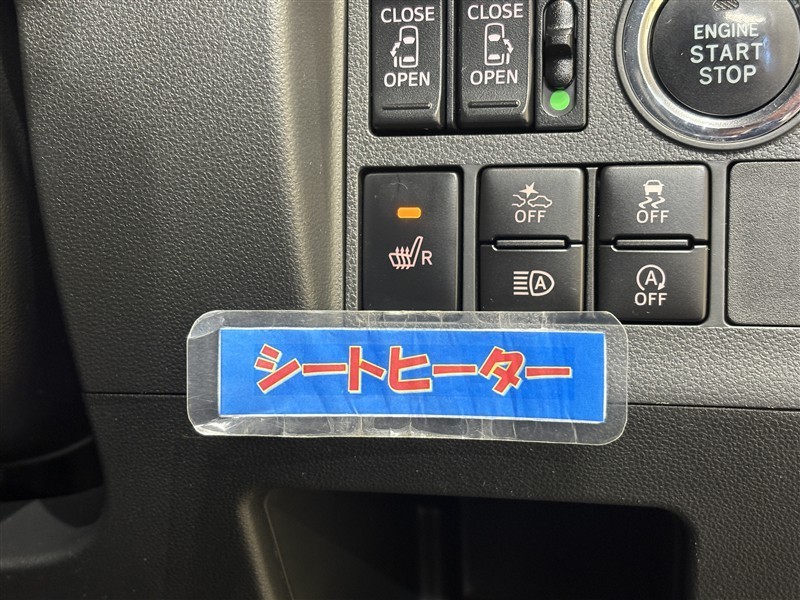 CLOSE
OPEN
CLOSE
OPEN
ENGINE
START
STOP
R
OFF
OFF
A
A
OFF
シートヒーター